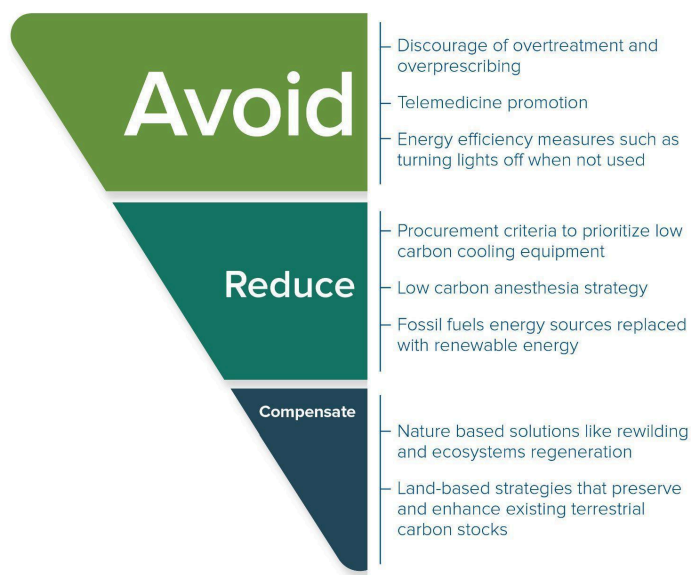 Avoid
Discourage of overtreatment and
overprescribing
Telemedicine promotion
Energy efficiency measures such as
turning lights off when not used
Reduce
Procurement criteria to prioritize low
carbon cooling equipment
Low carbon anesthesia strategy
Fossil fuels energy sources replaced
with renewable energy
Compensate
Nature based solutions like rewilding
and ecosystems regeneration
Land-based strategies that preserve
and enhance existing terrestrial
carbon stocks